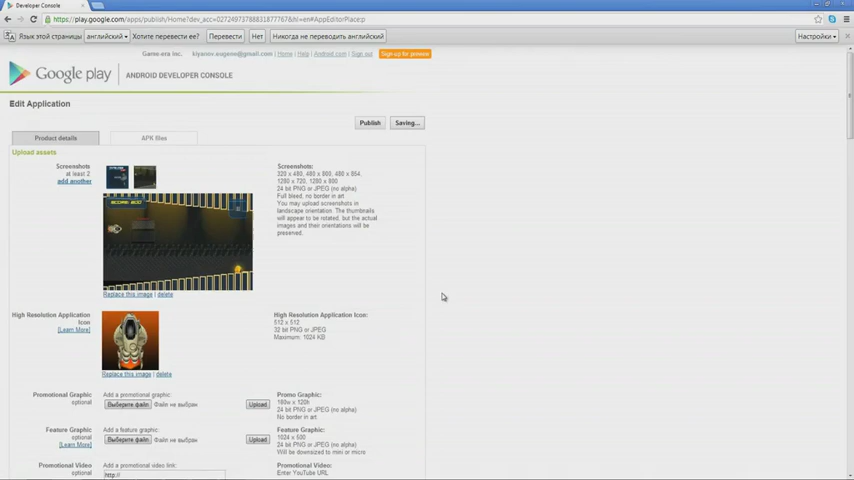 Developer Console
https://play.google.com/apps/publish/Home?dev_acc=02724973788831877767&hl=en#AppEditorPlace:p
Язык этой страницы английский Хотите перевести ее? Перевести Нет Никогда не переводить английский Настройки
Game-era Inc. kiyanov.eugene@gmail.com | Home | Help | Android.com | Sign out Sign up for preview
Google play ANDROID DEVELOPER CONSOLE
Edit Application
Publish Saving...
Product details APK files
Upload assets
Screenshots
at least 2
add another
SCORE: 200
Replace this image | delete
Screenshots:
320 x 480, 480 x 800, 480 x 854,
1280 x 720, 1280 x 800
24 bit PNG or JPEG (no alpha)
Full bleed, no border in art
You may upload screenshots in
landscape orientation. The thumbnails
will appear to be rotated, but the actual
images and their orientations will be
preserved.
High Resolution Application
Icon
[Learn More]
Replace this image | delete
High Resolution Application Icon:
512 x 512
32 bit PNG or JPEG
Maximum: 1024 KB
Promotional Graphic
optional
Add a promotional graphic:
Выберите файл Файл не выбран Upload
Promo Graphic:
180w x 120h
24 bit PNG or JPEG (no alpha)
No border in art
Feature Graphic
optional
[Learn More]
Add a feature graphic:
Выберите файл Файл не выбран Upload
Feature Graphic:
1024 x 500
24 bit PNG or JPEG (no alpha)
Will be downsized to mini or micro
Promotional Video
optional
Add a promotional video link:
http://
Promotional Video:
Enter YouTube URL